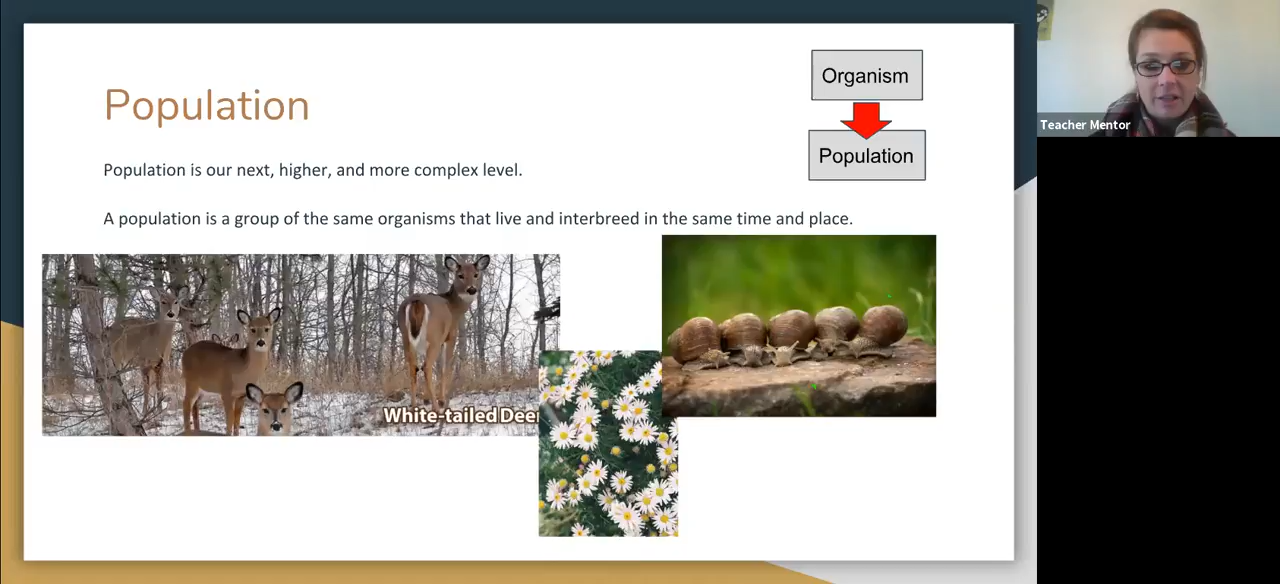 Population
Organism
Population
Population is our next, higher, and more complex level.
A population is a group of the same organisms that live and interbreed in the same time and place.
White-tailed Deer
Teacher Mentor